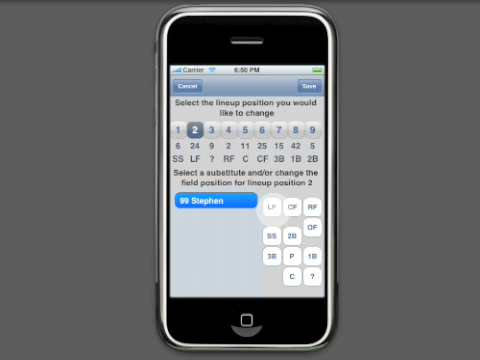 Carrier 6:50 PM
Cancel Save
Select the lineup position you would
like to change
1 2 3 4 5 6 7 8 9
6 24 9 2 11 25 15 42 5
SS LF ? RF C CF 3B 1B 2B
Select a substitute and/or change the
field position for lineup position 2
99 Stephen
LF CF RF
OF
SS 2B
3B P 1B
C ?